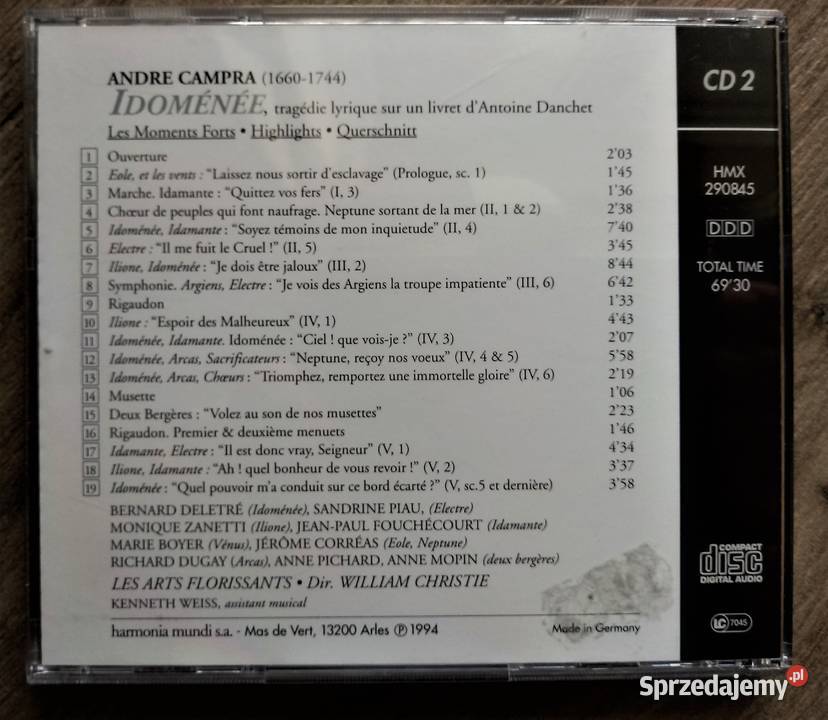 ANDRE CAMPRA (1660-1744)
IDOMÉNÉE, tragédie lyrique sur un livret d'Antoine Danchet
Les Moments Forts • Highlights • Querschnitt
1 Ouverture 2'03
2 Eole, et les vents : "Laissez nous sortir d'esclavage" (Prologue, sc. 1) 1'45
3 Marche. Idamante : "Quittez vos fers" (I, 3) 1'36
4 Chœur de peuples qui font naufrage. Neptune sortant de la mer (II, 1 & 2) 2'38
5 Idoménée, Idamante : "Soyez témoins de mon inquietude" (II, 4) 7'40
6 Electre : "Il me fuit le Cruel !" (II, 5) 3'45
7 Ilione, Idoménée : "Je dois être jaloux" (III, 2) 8'44
8 Symphonie. Argiens, Electre : "Je vois des Argiens la troupe impatiente" (III, 6) 6'42
9 Rigaudon 1'33
10 Ilione : "Espoir des Malheureux" (IV, 1) 4'43
11 Idoménée, Idamante. Idoménée : "Ciel ! que vois-je ?" (IV, 3) 2'07
12 Idoménée, Arcas, Sacrificateurs : "Neptune, reçoy nos voeux" (IV, 4 & 5) 5'58
13 Idoménée, Arcas, Chœurs : "Triomphez, remportez une immortelle gloire" (IV, 6) 2'19
14 Musette 1'06
15 Deux Bergères : "Volez au son de nos musettes" 2'23
16 Rigaudon. Premier & deuxième menuets 1'46
17 Idamante, Electre : "Il est donc vray, Seigneur" (V, 1) 4'34
18 Ilione, Idamante : "Ah ! quel bonheur de vous revoir !" (V, 2) 3'37
19 Idoménée : "Quel pouvoir m'a conduit sur ce bord écarté ?" (V, sc.5 et dernière) 3'58
BERNARD DELETRÉ (Idoménée), SANDRINE PIAU, (Electre)
MONIQUE ZANETTI (Ilione), JEAN-PAUL FOUCHÉCOURT (Idamante)
MARIE BOYER (Vénus), JÉRÔME CORRÉAS (Eole, Neptune)
RICHARD DUGAY (Arcas), ANNE PICHARD, ANNE MOPIN (deux bergères)
LES ARTS FLORISSANTS • Dir. WILLIAM CHRISTIE
KENNETH WEISS, assistant musical
harmonia mundi s.a. - Mas de Vert, 13200 Arles ℗ 1994
Made in Germany
CD 2
HMX
290845
DDD
TOTAL TIME
69'30
COMPACT
disc
DIGITAL AUDIO
LC 7045
Sprzedajemy.pl